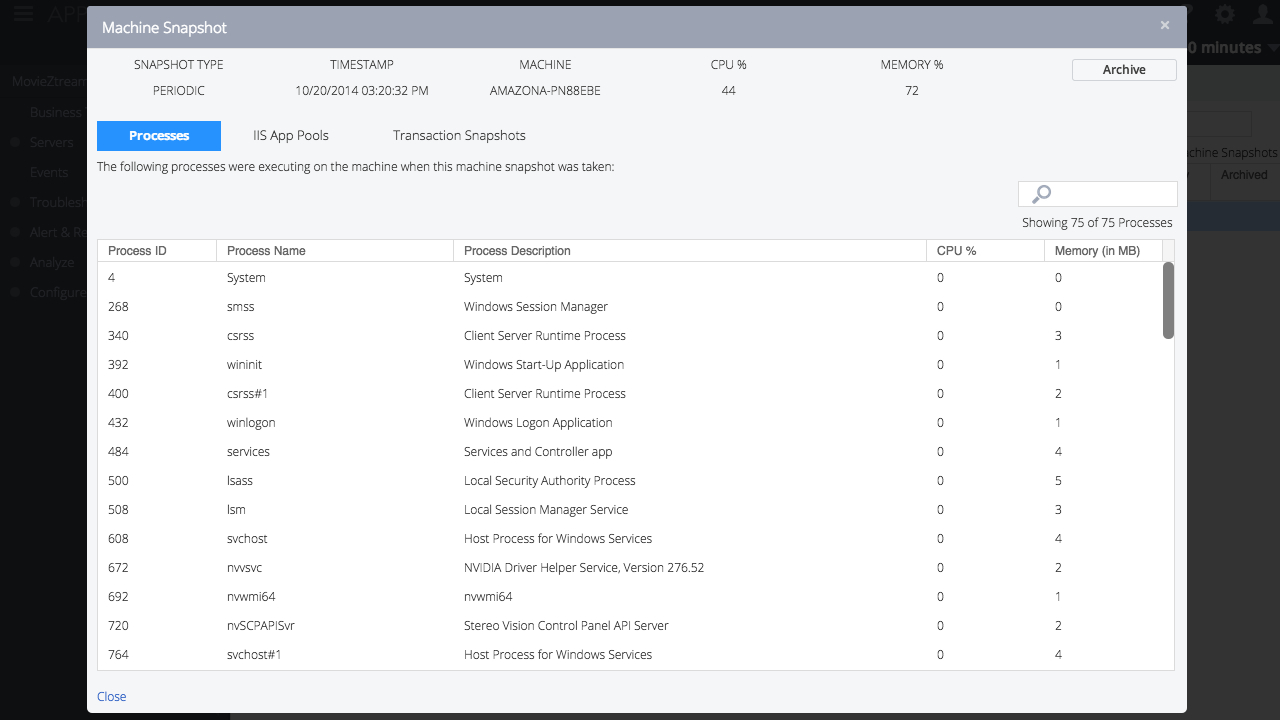 APP
Machine Snapshot
×
0 minutes
SNAPSHOT TYPE TIMESTAMP MACHINE CPU % MEMORY %
Archive
PERIODIC 10/20/2014 03:20:32 PM AMAZONA-PN88EBE 44 72
MovieZtream
Business
Servers
Events
Troublesh
Alert & Re
Analyze
Configure
Processes IIS App Pools Transaction Snapshots
The following processes were executing on the machine when this machine snapshot was taken:
chine Snapshots
Archived
Showing 75 of 75 Processes
Process ID Process Name Process Description CPU % Memory (in MB)
4 System System 0 0
268 smss Windows Session Manager 0 0
340 csrss Client Server Runtime Process 0 3
392 wininit Windows Start-Up Application 0 1
400 csrss#1 Client Server Runtime Process 0 2
432 winlogon Windows Logon Application 0 1
484 services Services and Controller app 0 4
500 lsass Local Security Authority Process 0 5
508 lsm Local Session Manager Service 0 3
608 svchost Host Process for Windows Services 0 4
672 nvvsvc NVIDIA Driver Helper Service, Version 276.52 0 2
692 nvwmi64 nvwmi64 0 1
720 nvSCPAPISvr Stereo Vision Control Panel API Server 0 2
764 svchost#1 Host Process for Windows Services 0 4
Close